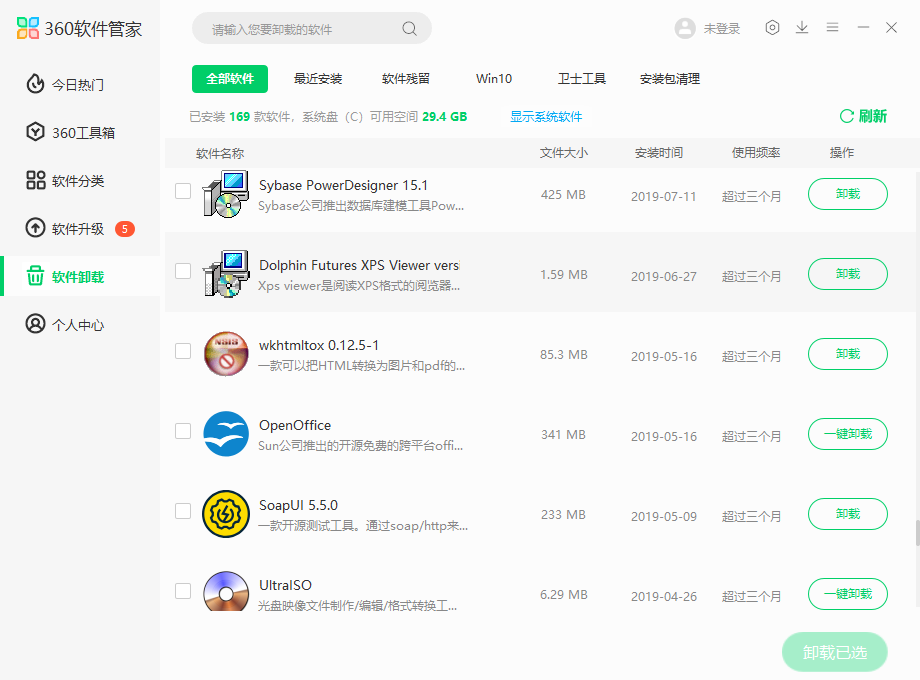 360软件管家
请输入您要卸载的软件
未登录
今日热门
360工具箱
软件分类
软件升级 5
软件卸载
个人中心
全部软件 最近安装 软件残留 Win10 卫士工具 安装包清理
已安装 169 款软件，系统盘（C）可用空间 29.4 GB 显示系统软件 刷新
软件名称 文件大小 安装时间 使用频率 操作
Sybase PowerDesigner 15.1
Sybase公司推出数据库建模工具Pow...
425 MB 2019-07-11 超过三个月 卸载
Dolphin Futures XPS Viewer versi
Xps viewer是阅读XPS格式的阅览器...
1.59 MB 2019-06-27 超过三个月 卸载
NSIS
wkhtmltox 0.12.5-1
一款可以把HTML转换为图片和pdf的...
85.3 MB 2019-05-16 超过三个月 卸载
OpenOffice
Sun公司推出的开源免费的跨平台offi...
341 MB 2019-05-16 超过三个月 一键卸载
SoapUI 5.5.0
一款开源测试工具。通过soap/http来...
233 MB 2019-05-09 超过三个月 卸载
UltraISO
光盘映像文件制作/编辑/格式转换工...
6.29 MB 2019-04-26 超过三个月 一键卸载
卸载已选